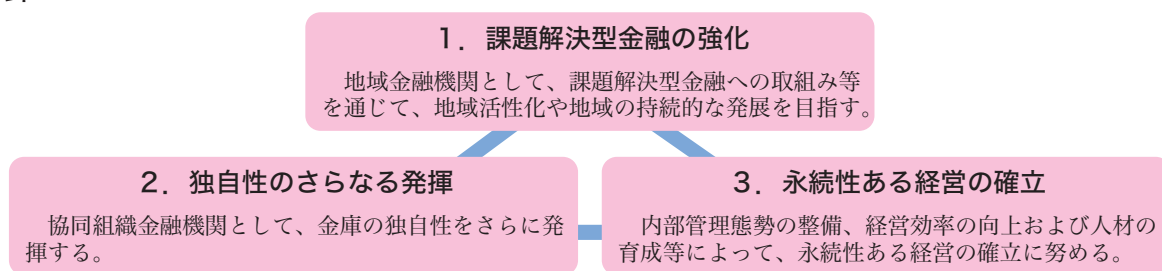 1．課題解決型金融の強化
地域金融機関として、課題解決型金融への取組み等
を通じて、地域活性化や地域の持続的な発展を目指す。
2．独自性のさらなる発揮
協同組織金融機関として、金庫の独自性をさらに発
揮する。
3．永続性ある経営の確立
内部管理態勢の整備、経営効率の向上および人材の
育成等によって、永続性ある経営の確立に努める。